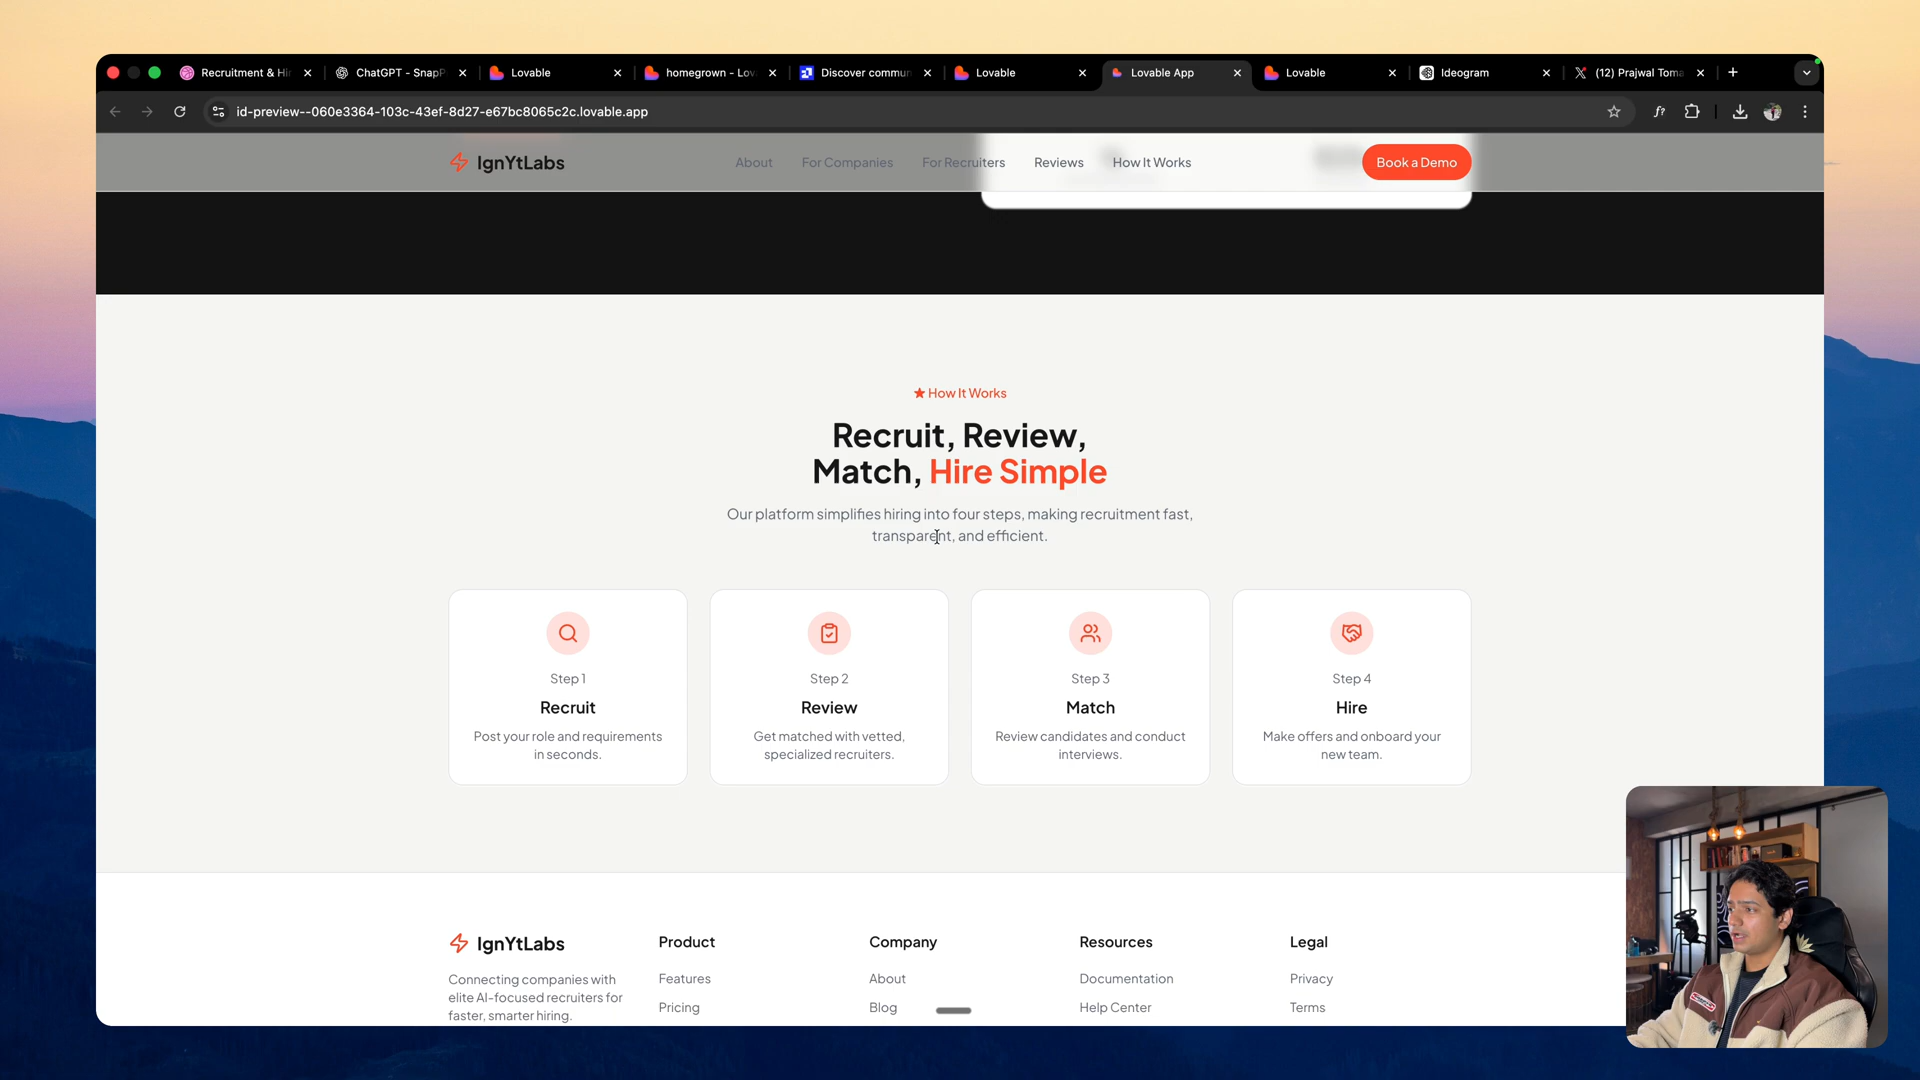 Recruitment & Hi
ChatGPT - SnapP
Lovable
homegrown - Lov
Discover commun
Lovable
Lovable App
Lovable
Ideogram
(12) Prajwal Toma
id-preview--060e3364-103c-43ef-8d27-e67bc8065c2c.lovable.app
IgnYtLabs
About
For Companies
For Recruiters
Reviews
How It Works
Book a Demo
How It Works
Recruit, Review,
Match, Hire Simple
Our platform simplifies hiring into four steps, making recruitment fast,
transparent, and efficient.
Step 1
Recruit
Post your role and requirements
in seconds.
Step 2
Review
Get matched with vetted,
specialized recruiters.
Step 3
Match
Review candidates and conduct
interviews.
Step 4
Hire
Make offers and onboard your
new team.
IgnYtLabs
Connecting companies with
elite AI-focused recruiters for
faster, smarter hiring.
Product
Features
Pricing
Company
About
Blog
Resources
Documentation
Help Center
Legal
Privacy
Terms